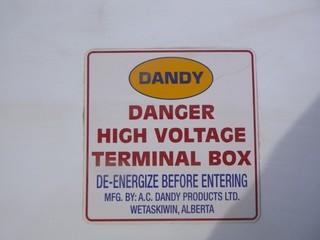 DANDY
DANGER
HIGH VOLTAGE
TERMINAL BOX
DE-ENERGIZE BEFORE ENTERING
MFG. BY: A.C. DANDY PRODUCTS LTD.
WETASKIWIN, ALBERTA